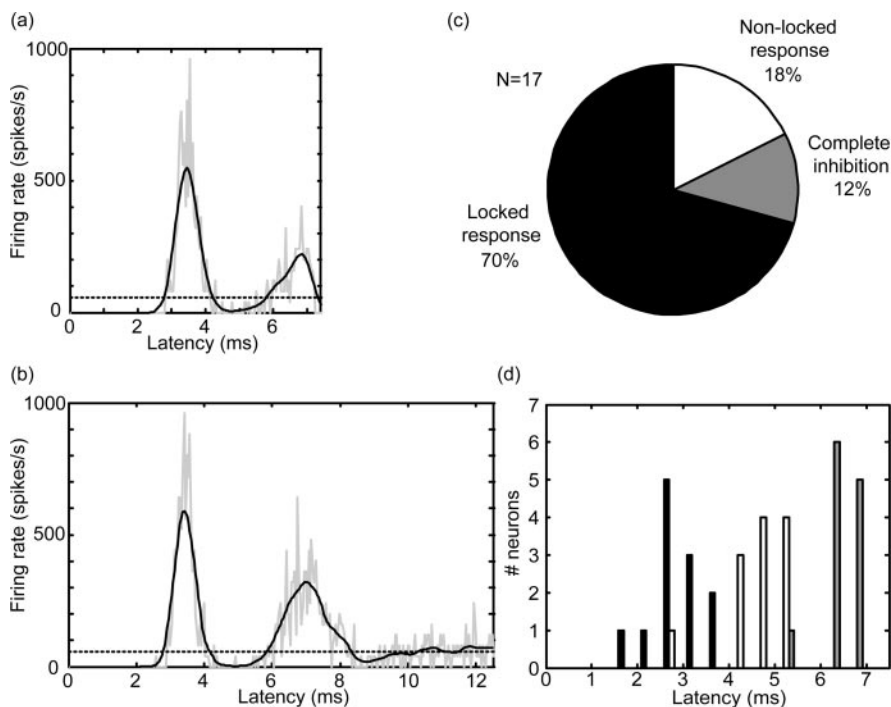 (a)
1000
500
0
Firing rate (spikes/s)
0 2 4 6
Latency (ms)
(c)
N=17
Non-locked
response
18%
Complete
inhibition
12%
Locked
response
70%
(b)
1000
500
0
Firing rate (spikes/s)
0 2 4 6 8 10 12
Latency (ms)
(d)
7
6
5
4
3
2
1
0
# neurons
0 1 2 3 4 5 6 7
Latency (ms)